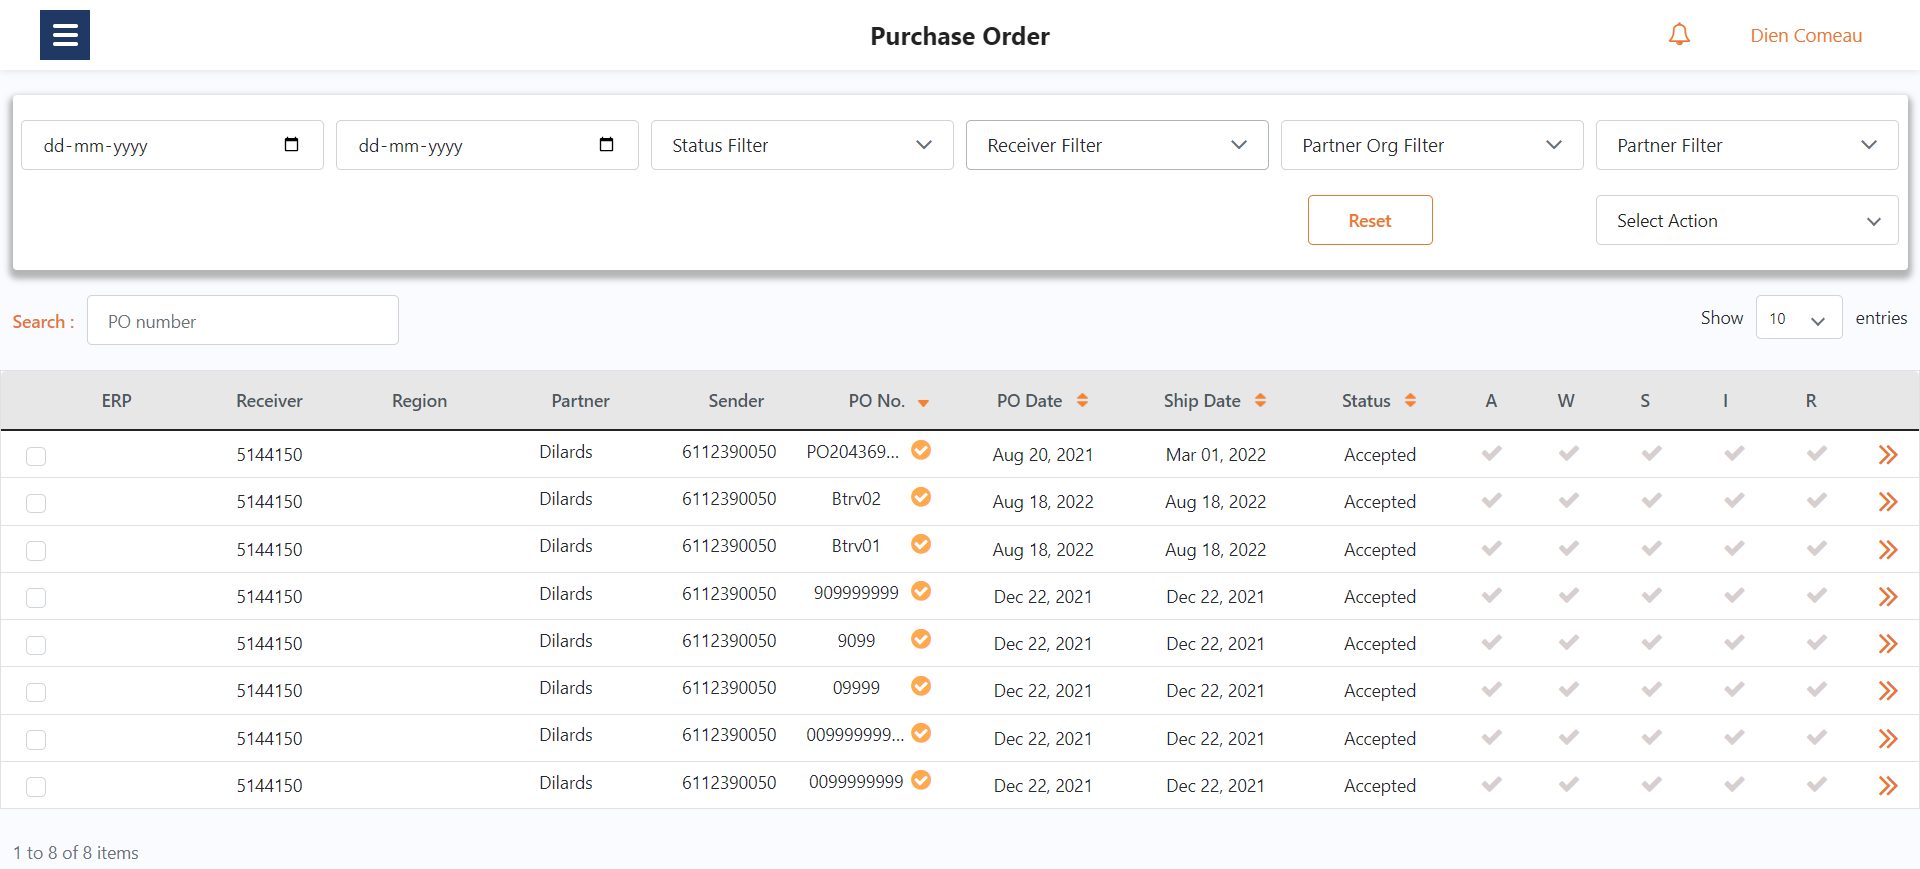 Purchase Order
Dien Comeau
dd-mm-yyyy dd-mm-yyyy Status Filter Receiver Filter Partner Org Filter Partner Filter
Reset Select Action
Search : PO number Show 10 entries
ERP Receiver Region Partner Sender PO No. PO Date Ship Date Status A W S I R
5144150 Dilards 6112390050 PO204369... Aug 20, 2021 Mar 01, 2022 Accepted
5144150 Dilards 6112390050 Btrv02 Aug 18, 2022 Aug 18, 2022 Accepted
5144150 Dilards 6112390050 Btrv01 Aug 18, 2022 Aug 18, 2022 Accepted
5144150 Dilards 6112390050 909999999 Dec 22, 2021 Dec 22, 2021 Accepted
5144150 Dilards 6112390050 9099 Dec 22, 2021 Dec 22, 2021 Accepted
5144150 Dilards 6112390050 09999 Dec 22, 2021 Dec 22, 2021 Accepted
5144150 Dilards 6112390050 009999999... Dec 22, 2021 Dec 22, 2021 Accepted
5144150 Dilards 6112390050 0099999999 Dec 22, 2021 Dec 22, 2021 Accepted
1 to 8 of 8 items